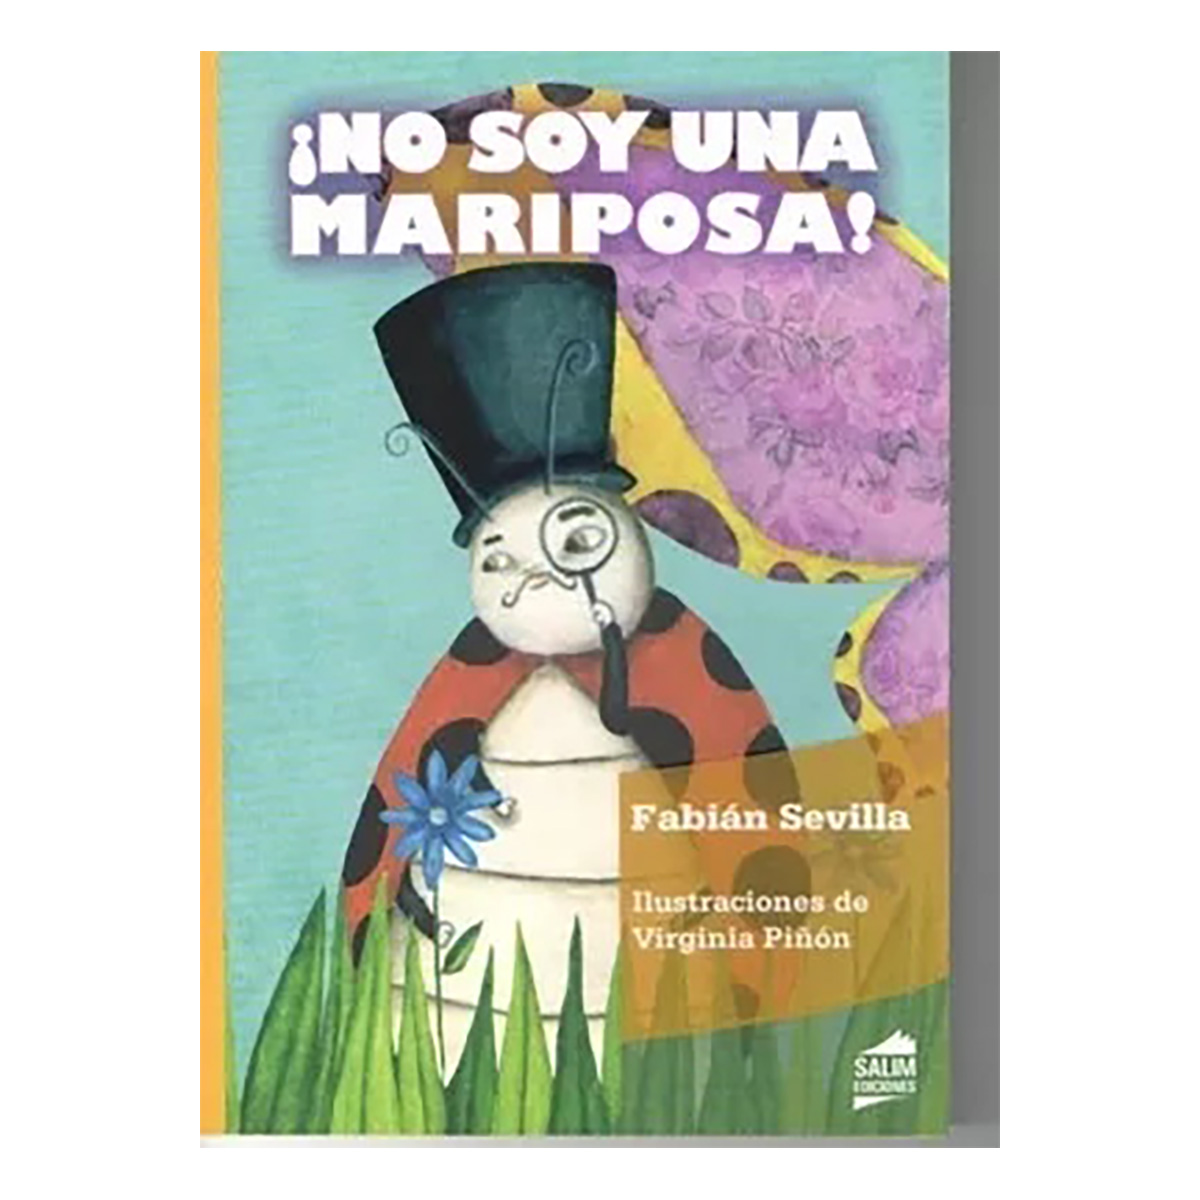 ¡NO SOY UNA
MARIPOSA!
Fabián Sevilla
Ilustraciones de
Virginia Piñón
SALIM
EDICIONES